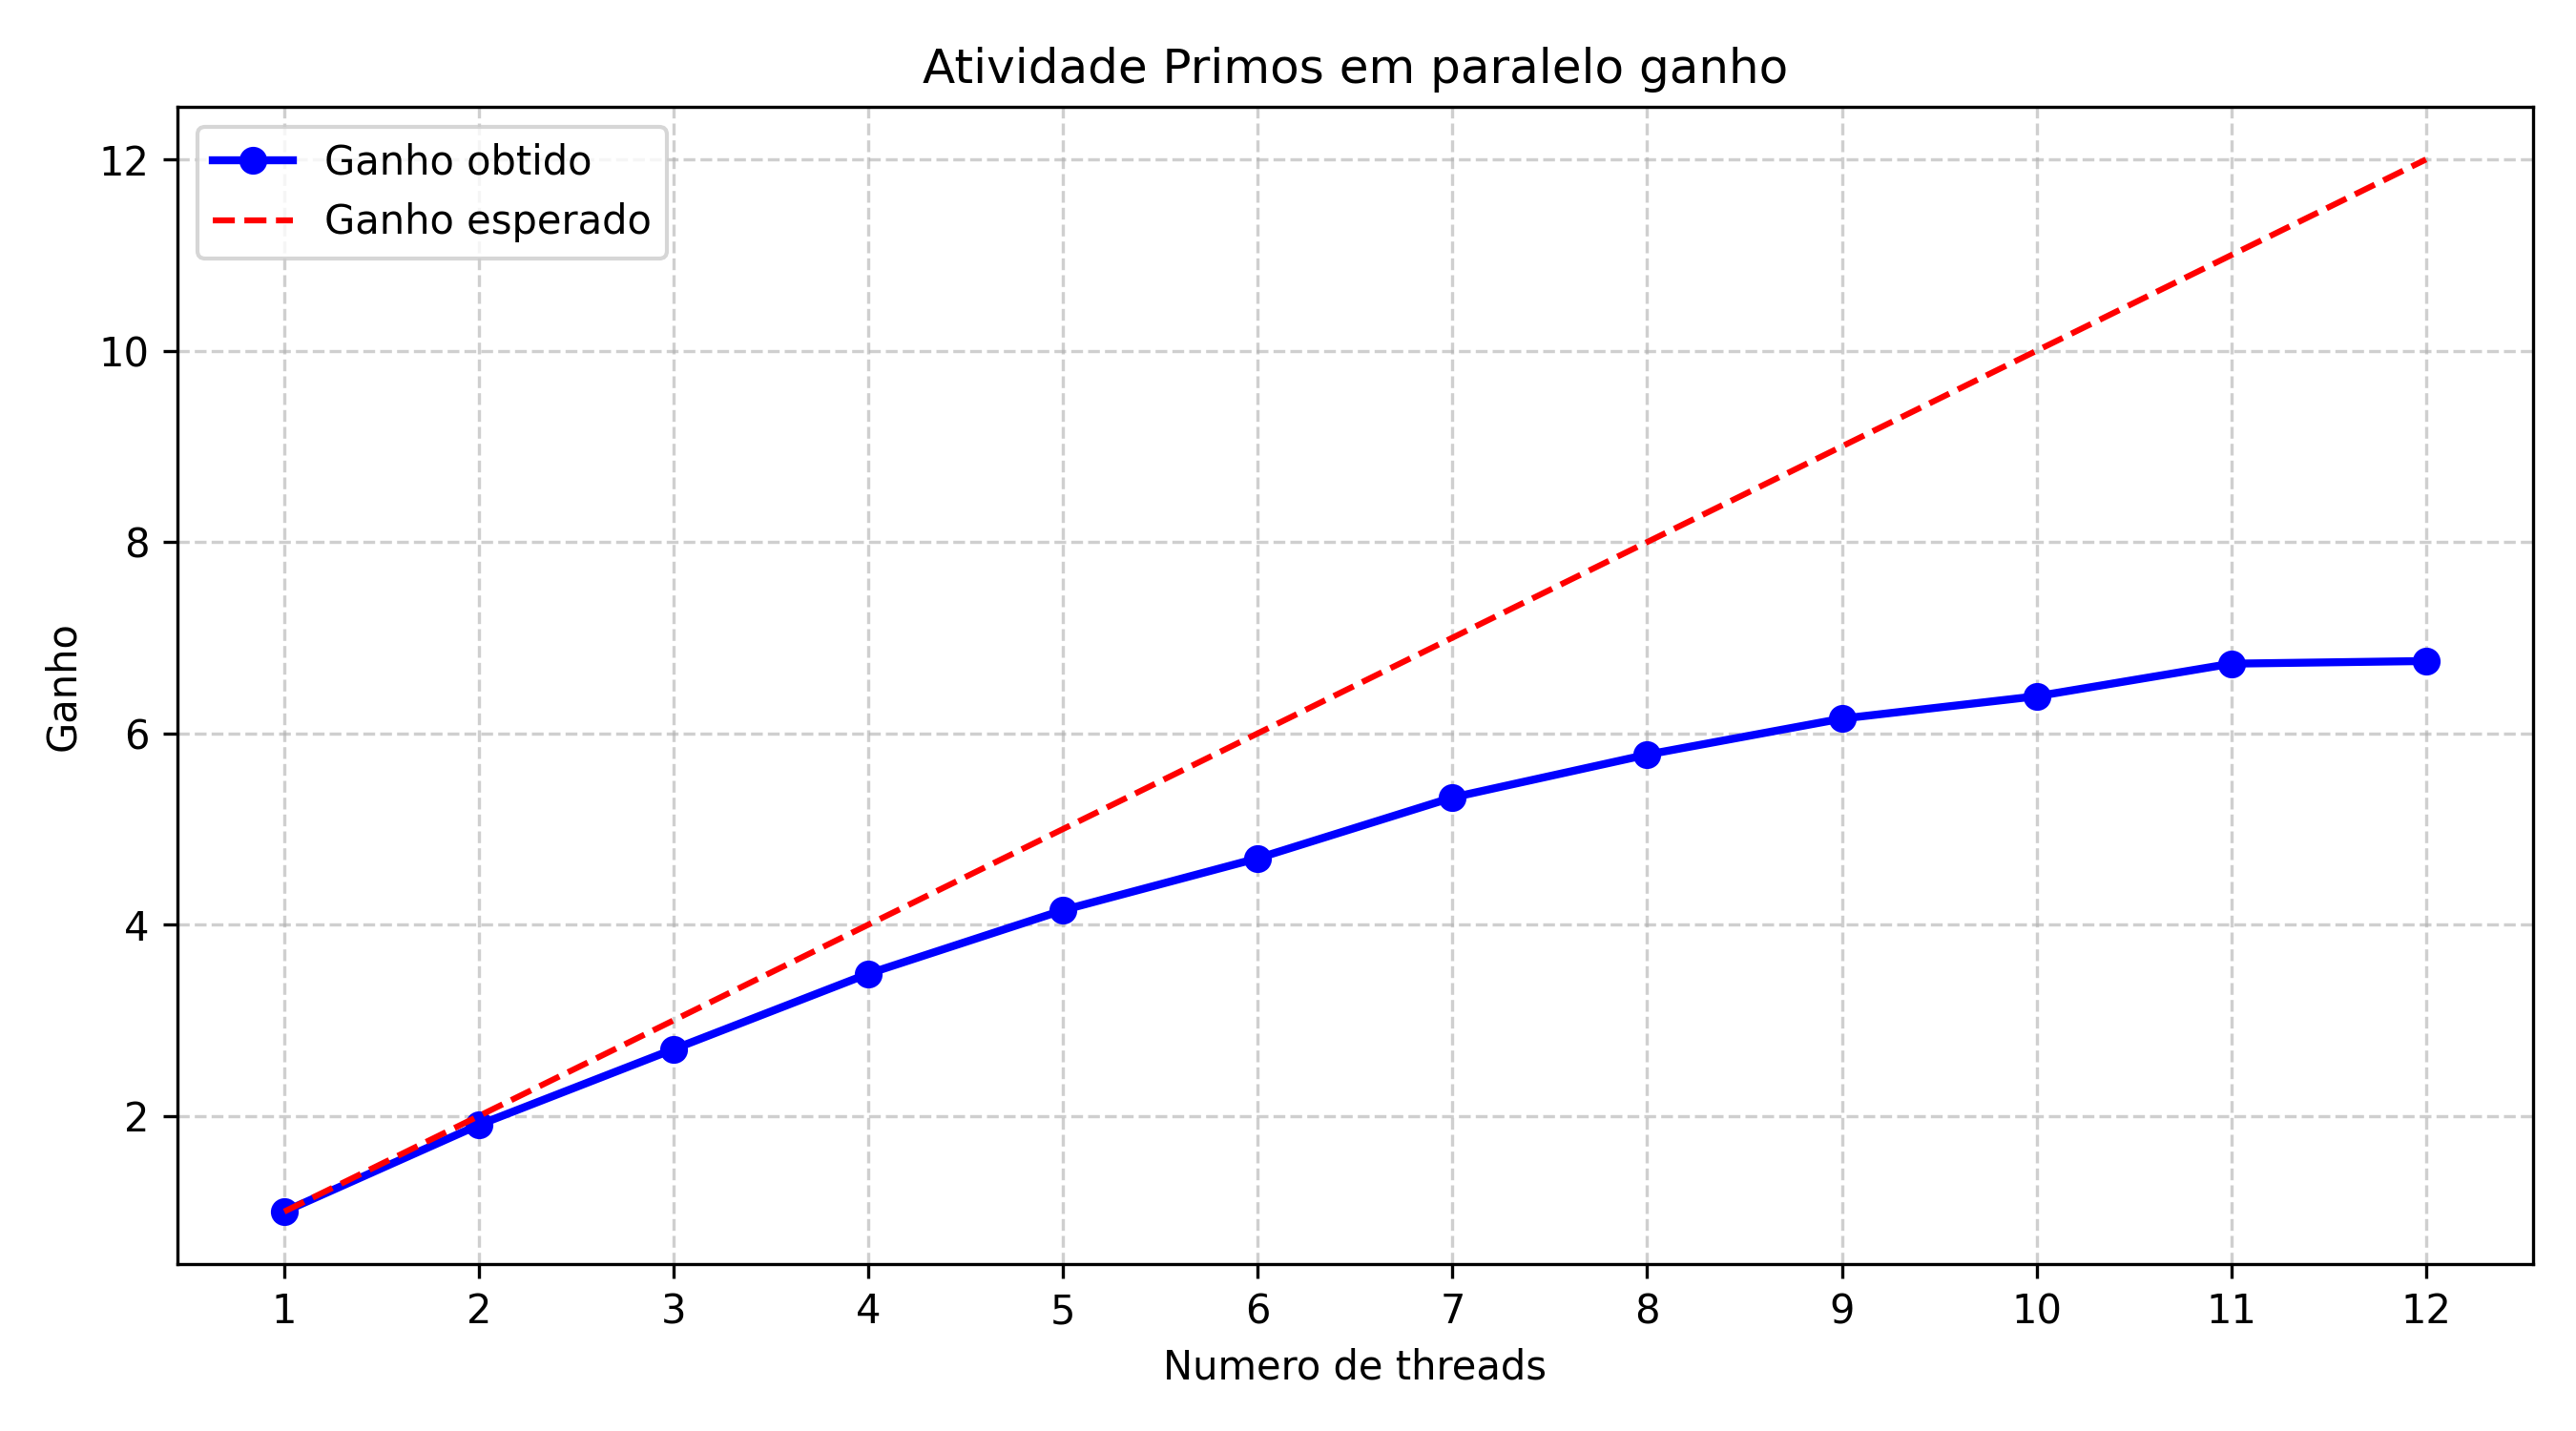 Atividade Primos em paralelo ganho
Ganho obtido
Ganho esperado
12
10
8
6
4
2
Ganho
1 2 3 4 5 6 7 8 9 10 11 12
Numero de threads